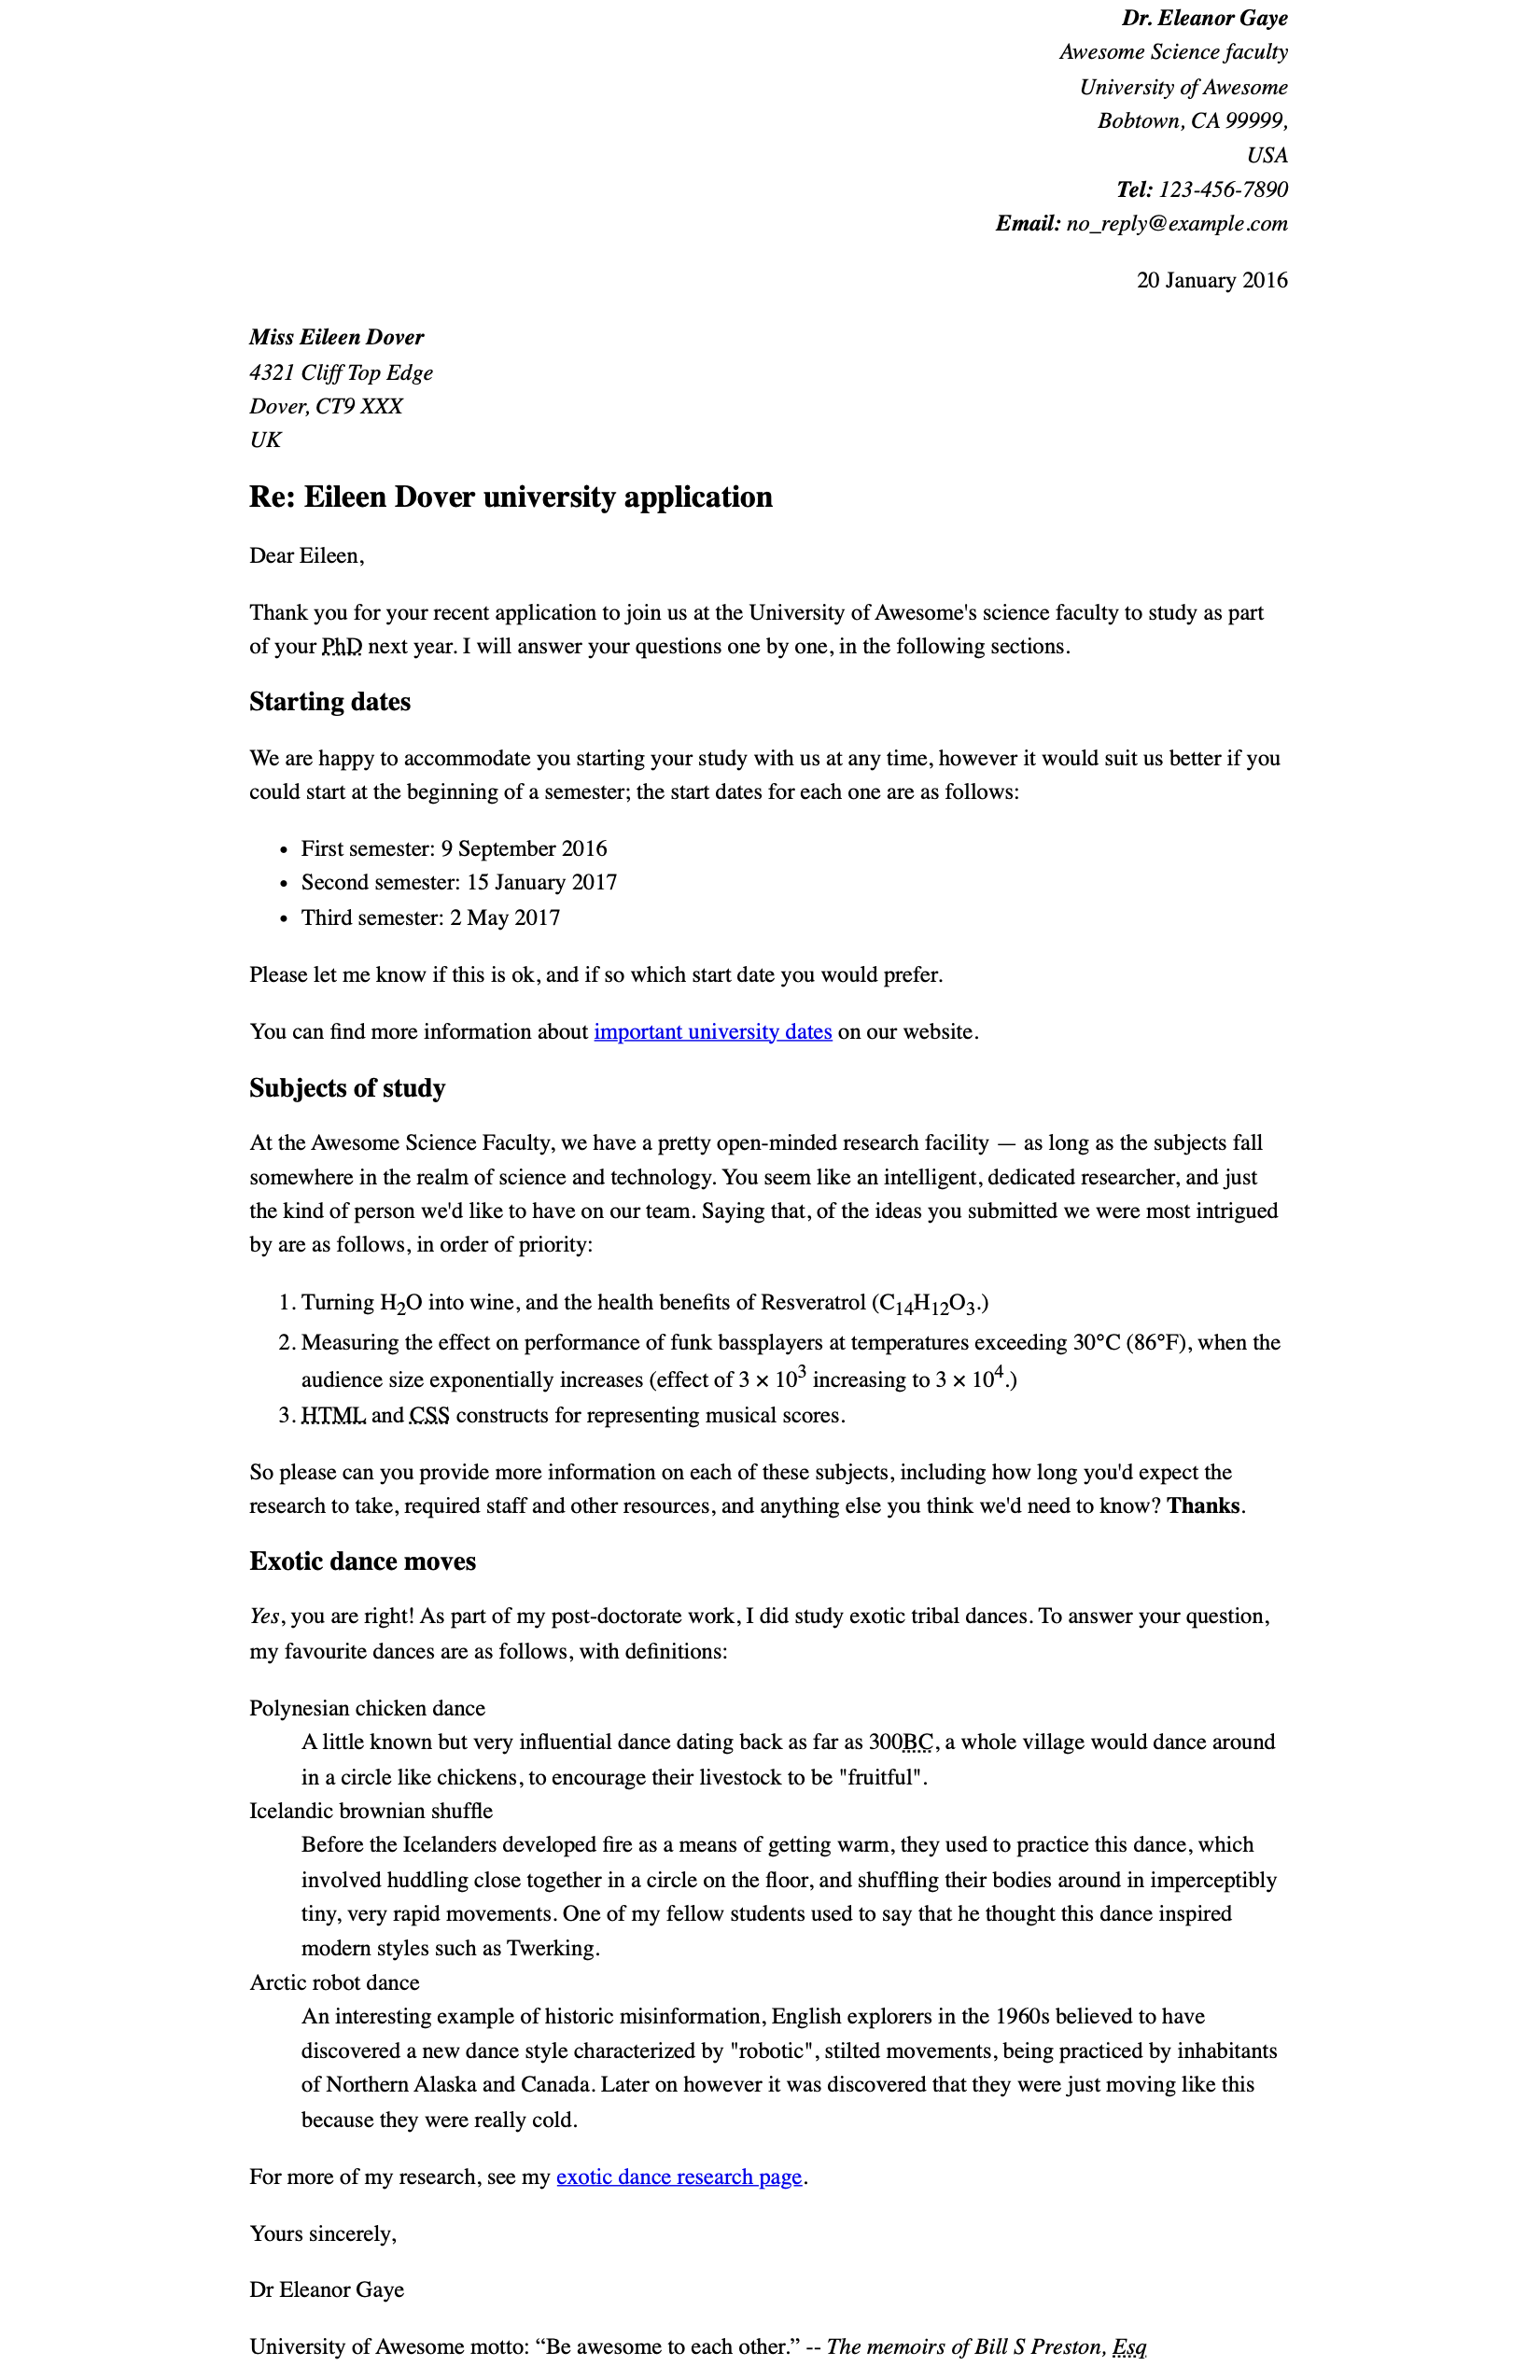 Dr. Eleanor Gaye
Awesome Science faculty
University of Awesome
Bobtown, CA 99999,
USA
Tel: 123-456-7890
Email: no_reply@example.com
20 January 2016
Miss Eileen Dover
4321 Cliff Top Edge
Dover, CT9 XXX
UK
Re: Eileen Dover university application
Dear Eileen,
Thank you for your recent application to join us at the University of Awesome's science faculty to study as part
of your PhD next year. I will answer your questions one by one, in the following sections.
Starting dates
We are happy to accommodate you starting your study with us at any time, however it would suit us better if you
could start at the beginning of a semester; the start dates for each one are as follows:
• First semester: 9 September 2016
• Second semester: 15 January 2017
• Third semester: 2 May 2017
Please let me know if this is ok, and if so which start date you would prefer.
You can find more information about important university dates on our website.
Subjects of study
At the Awesome Science Faculty, we have a pretty open-minded research facility — as long as the subjects fall
somewhere in the realm of science and technology. You seem like an intelligent, dedicated researcher, and just
the kind of person we'd like to have on our team. Saying that, of the ideas you submitted we were most intrigued
by are as follows, in order of priority:
1. Turning H₂O into wine, and the health benefits of Resveratrol (C₁₄H₁₂O₃.)
2. Measuring the effect on performance of funk bassplayers at temperatures exceeding 30°C (86°F), when the
audience size exponentially increases (effect of 3 × 10³ increasing to 3 × 10⁴.)
3. HTML and CSS constructs for representing musical scores.
So please can you provide more information on each of these subjects, including how long you'd expect the
research to take, required staff and other resources, and anything else you think we'd need to know? Thanks.
Exotic dance moves
Yes, you are right! As part of my post-doctorate work, I did study exotic tribal dances. To answer your question,
my favourite dances are as follows, with definitions:
Polynesian chicken dance
A little known but very influential dance dating back as far as 300BC, a whole village would dance around
in a circle like chickens, to encourage their livestock to be "fruitful".
Icelandic brownian shuffle
Before the Icelanders developed fire as a means of getting warm, they used to practice this dance, which
involved huddling close together in a circle on the floor, and shuffling their bodies around in imperceptibly
tiny, very rapid movements. One of my fellow students used to say that he thought this dance inspired
modern styles such as Twerking.
Arctic robot dance
An interesting example of historic misinformation, English explorers in the 1960s believed to have
discovered a new dance style characterized by "robotic", stilted movements, being practiced by inhabitants
of Northern Alaska and Canada. Later on however it was discovered that they were just moving like this
because they were really cold.
For more of my research, see my exotic dance research page.
Yours sincerely,
Dr Eleanor Gaye
University of Awesome motto: “Be awesome to each other.” -- The memoirs of Bill S Preston, Esq